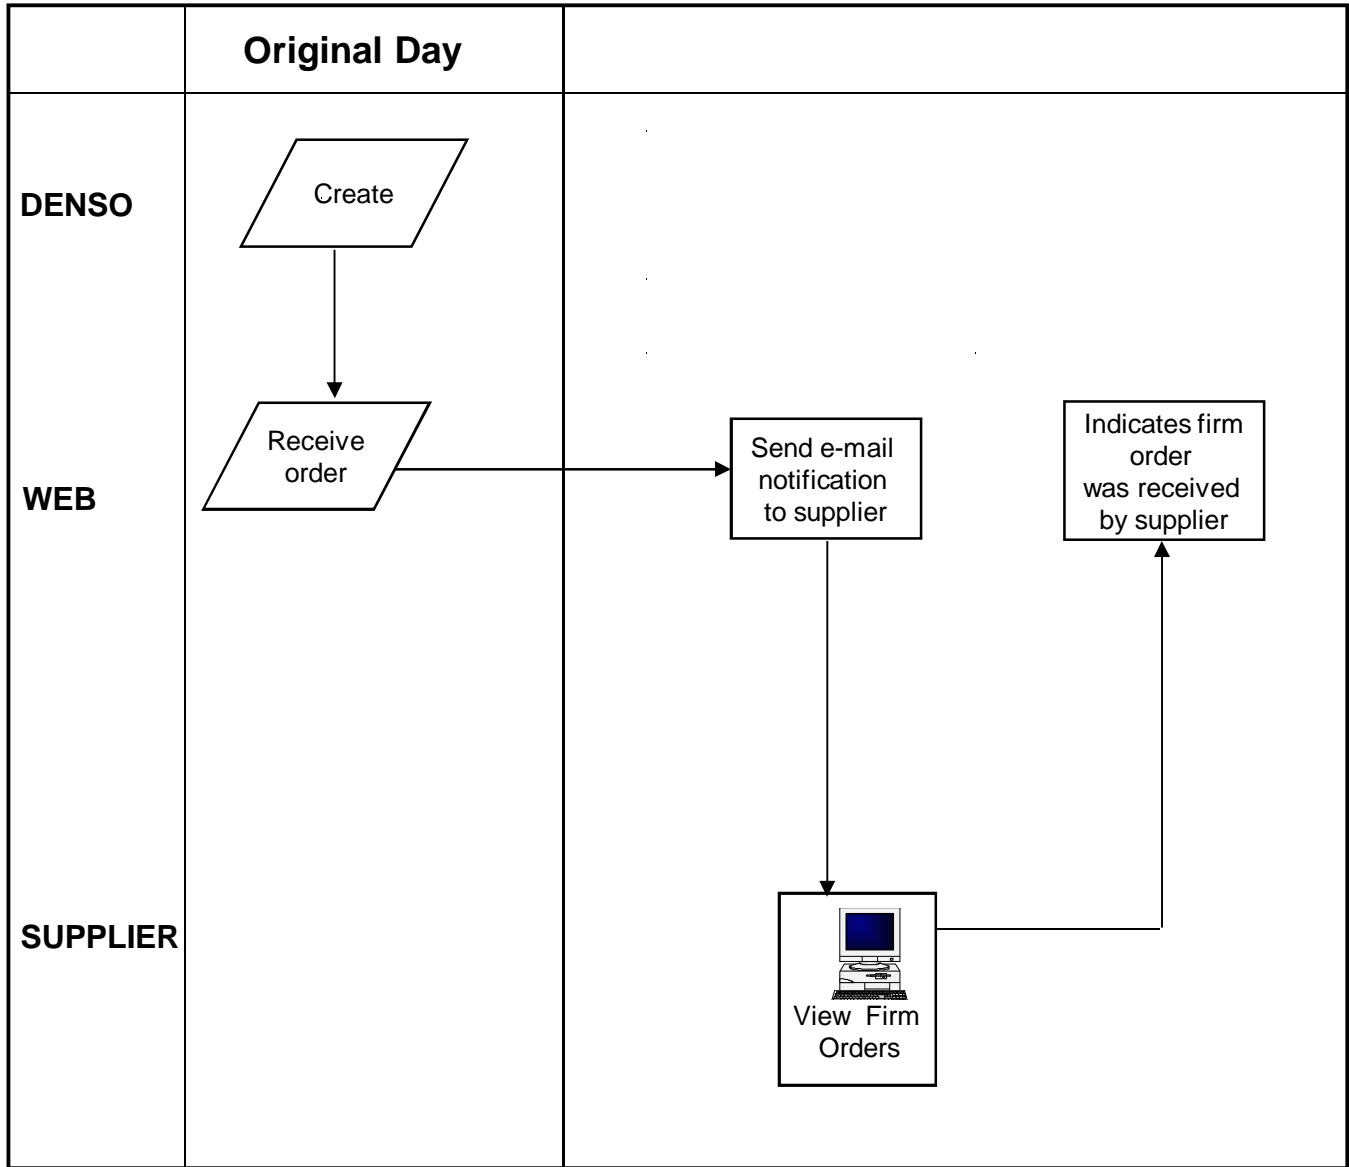 Original Day
DENSO
Create
WEB
Receive
order
Send e-mail
notification
to supplier
Indicates firm
order
was received
by supplier
SUPPLIER
View Firm
Orders